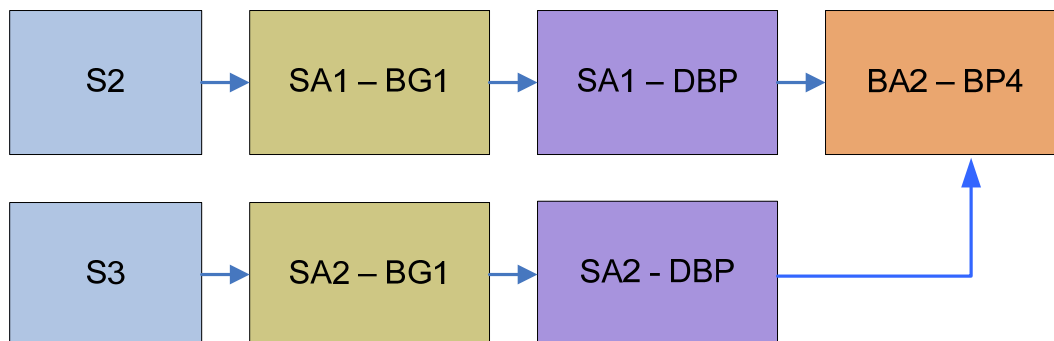 S2
SA1 – BG1
SA1 – DBP
BA2 – BP4
S3
SA2 – BG1
SA2 - DBP